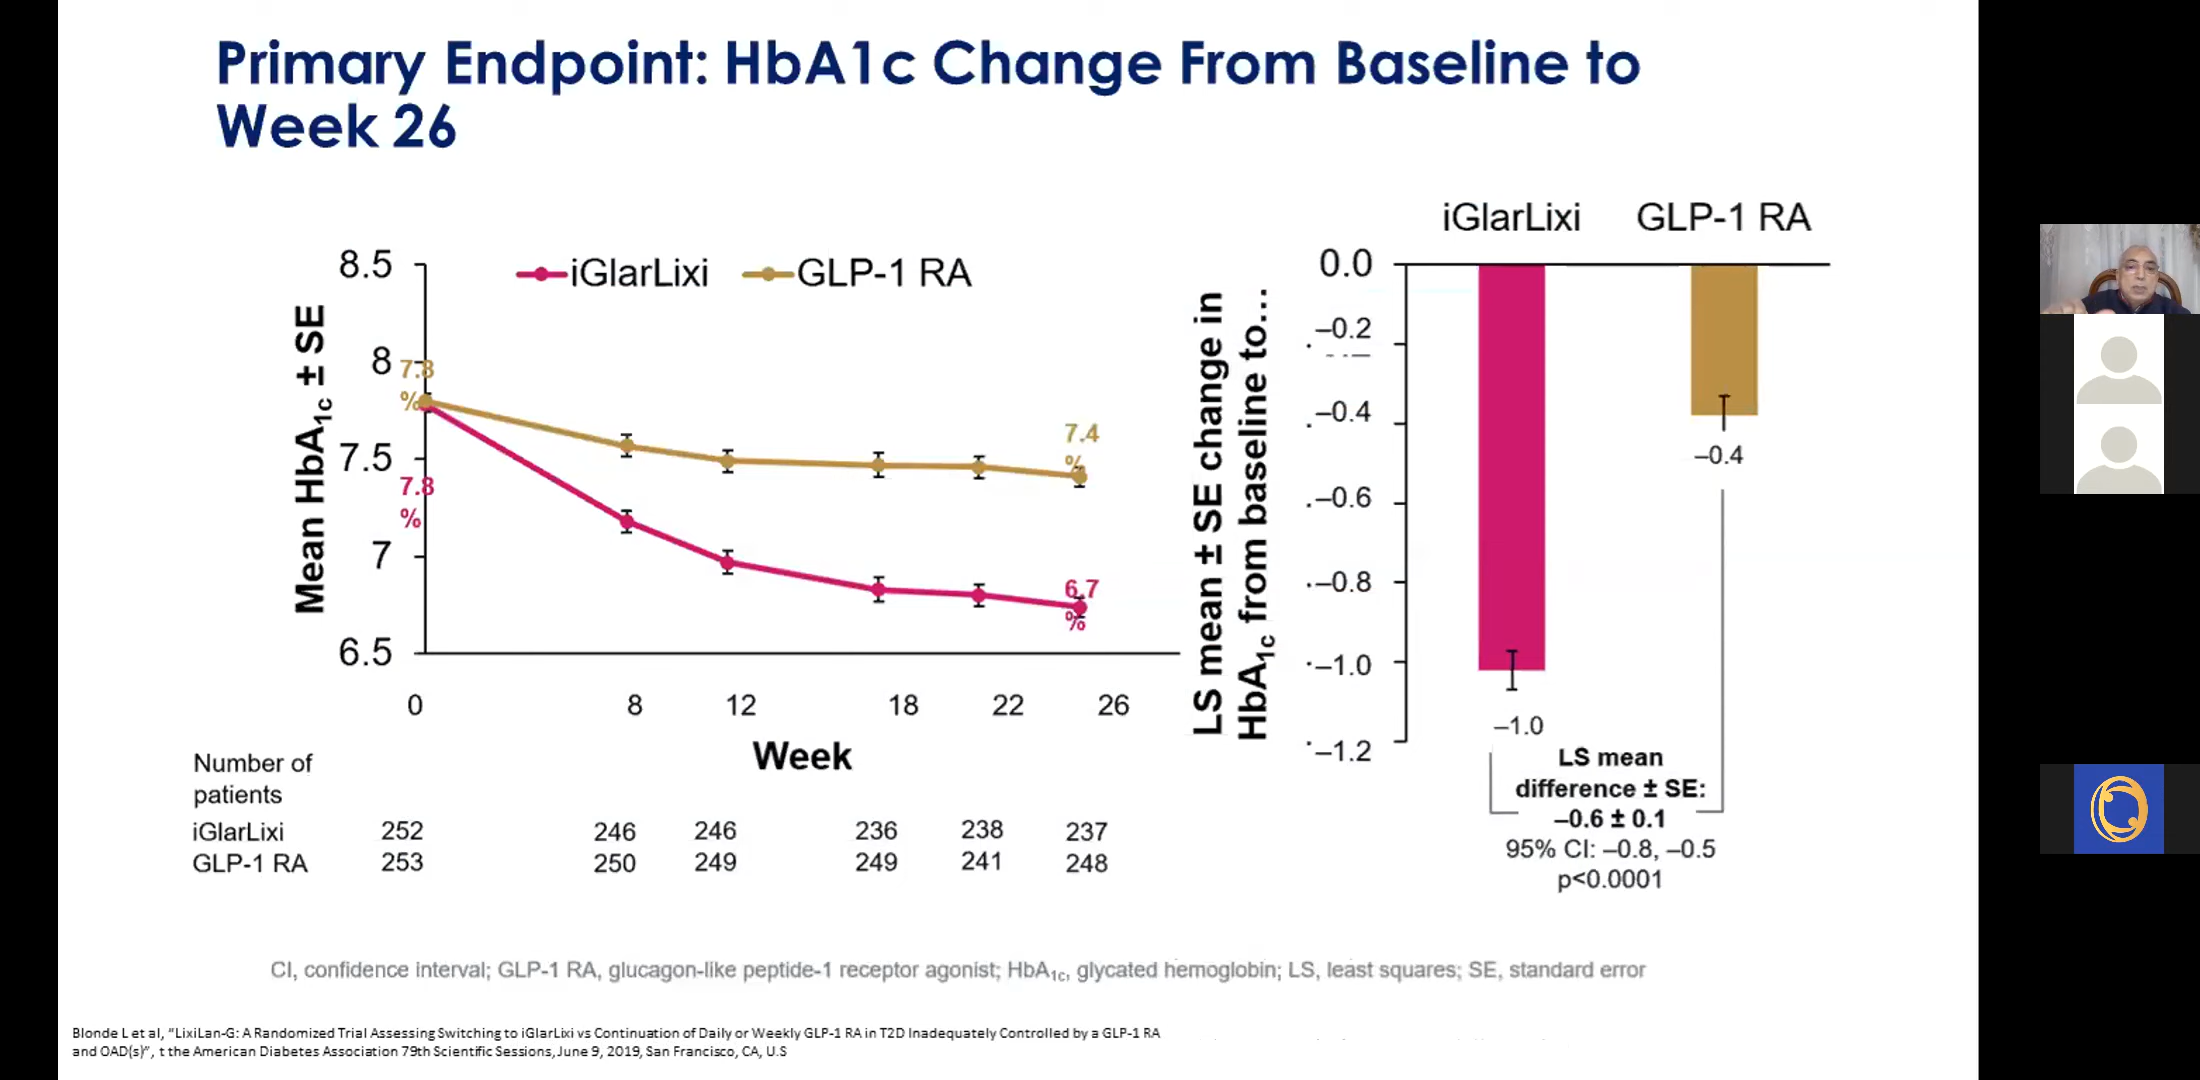 Primary Endpoint: HbA1c Change From Baseline to
Week 26
iGlarLixi
GLP-1 RA
Mean HbA1c ± SE
8.5
8
7.5
7
6.5
7.8
%
7.8
%
7.4
%
6.7
%
0 8 12 18 22 26
Week
Number of
patients
iGlarLixi 252 246 246 236 238 237
GLP-1 RA 253 250 249 249 241 248
iGlarLixi GLP-1 RA
LS mean ± SE change in
HbA1c from baseline to...
0.0
–0.2
–0.4
–0.6
–0.8
–1.0
–1.2
–0.4
–1.0
LS mean
difference ± SE:
–0.6 ± 0.1
95% CI: –0.8, –0.5
p<0.0001
CI, confidence interval; GLP-1 RA, glucagon-like peptide-1 receptor agonist; HbA1c, glycated hemoglobin; LS, least squares; SE, standard error
Blonde L et al, "LixiLan-G: A Randomized Trial Assessing Switching to iGlarLixi vs Continuation of Daily or Weekly GLP-1 RA in T2D Inadequately Controlled by a GLP-1 RA
and OAD(s)", t the American Diabetes Association 79th Scientific Sessions, June 9, 2019, San Francisco, CA, U.S